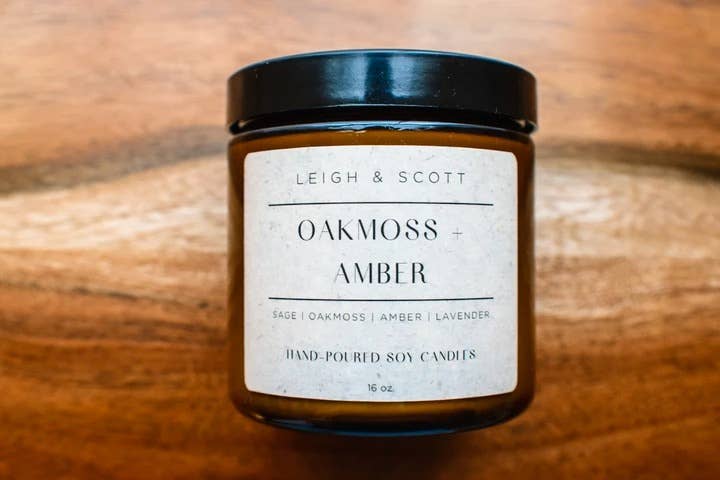 LEIGH & SCOTT
OAKMOSS +
AMBER
SAGE | OAKMOSS | AMBER | LAVENDER
HAND-POURED SOY CANDLES
16 oz.